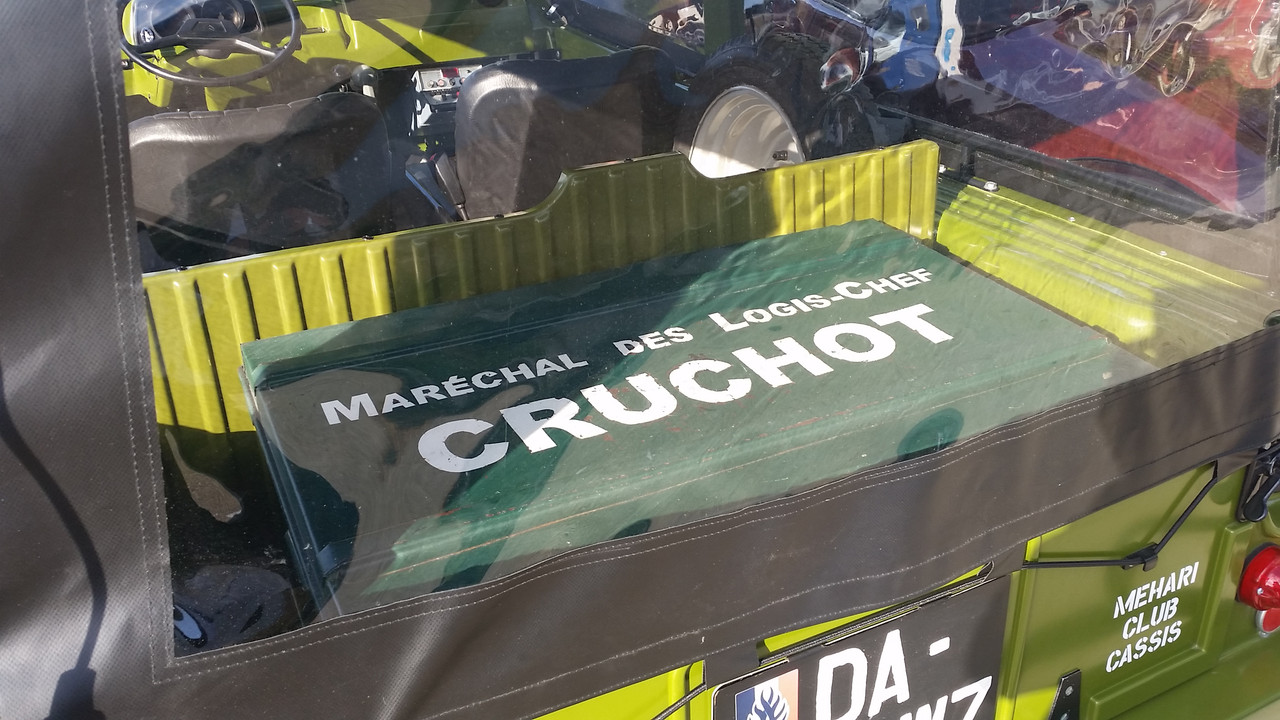 MARÉCHAL DES LOGIS-CHEF
CRUCHOT
MEHARI
CLUB
CASSIS
DA -